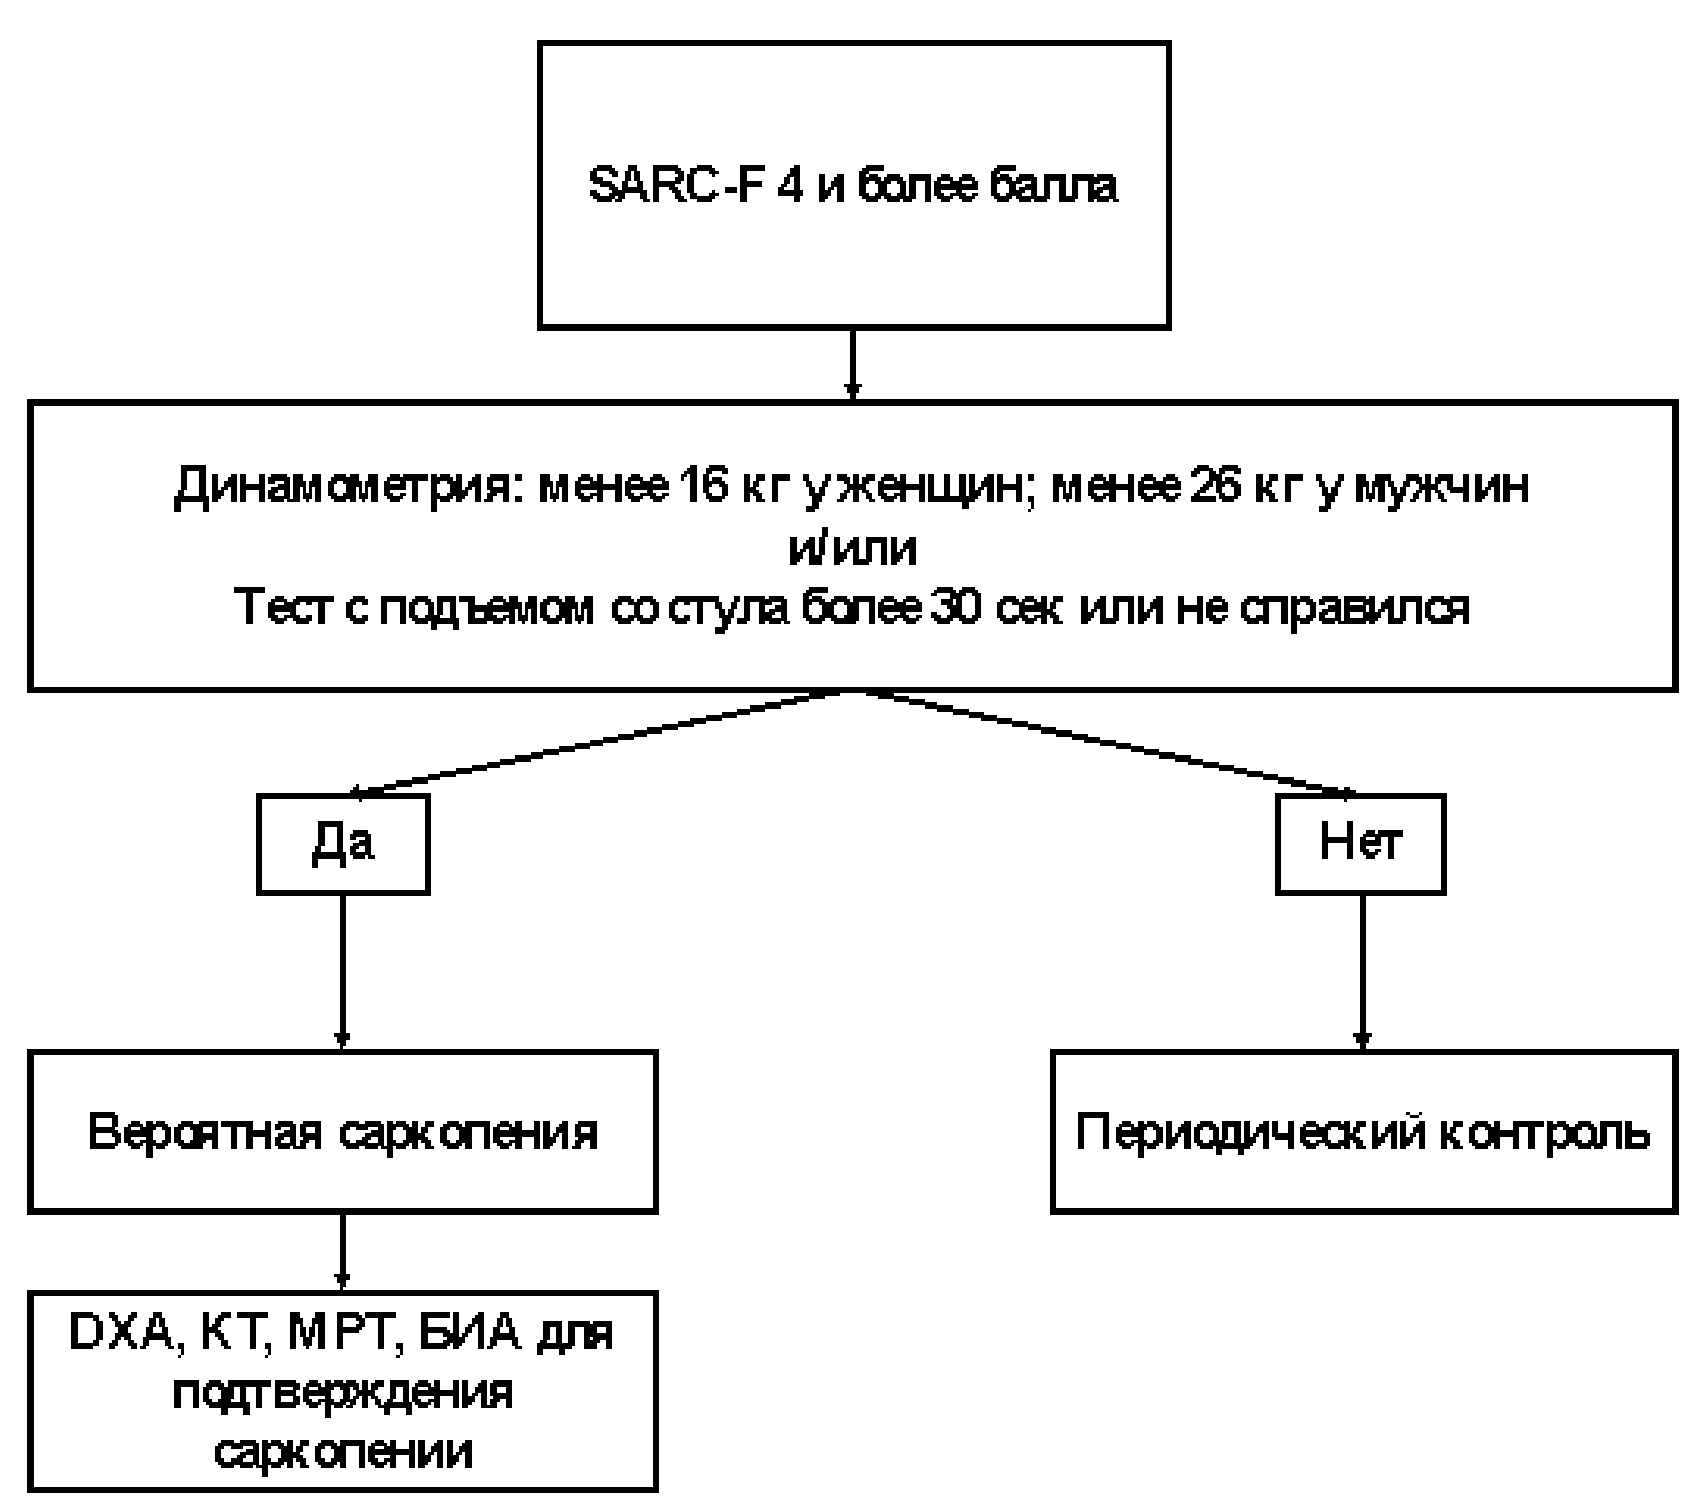 SARC-F 4 и более балла
Динамометрия: менее 16 кг у женщин; менее 26 кг у мужчин
и/или
Тест с подъемом со стула более 30 сек или не справился
Да
Нет
Вероятная саркопения
Периодический контроль
DXA, КТ, МРТ, БИА для
подтверждения
саркопении